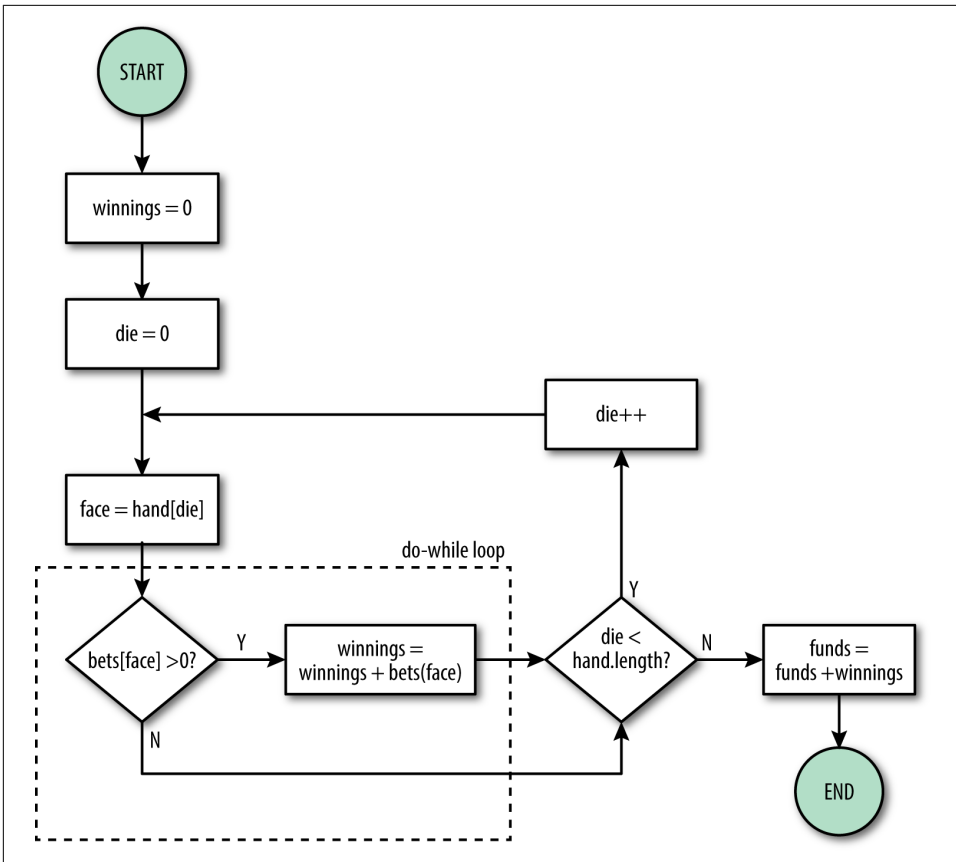 START
winnings = 0
die = 0
die++
face = hand[die]
do-while loop
bets[face] >0?
Y
winnings =
winnings + bets(face)
N
die <
hand.length?
Y
N
funds =
funds +winnings
END